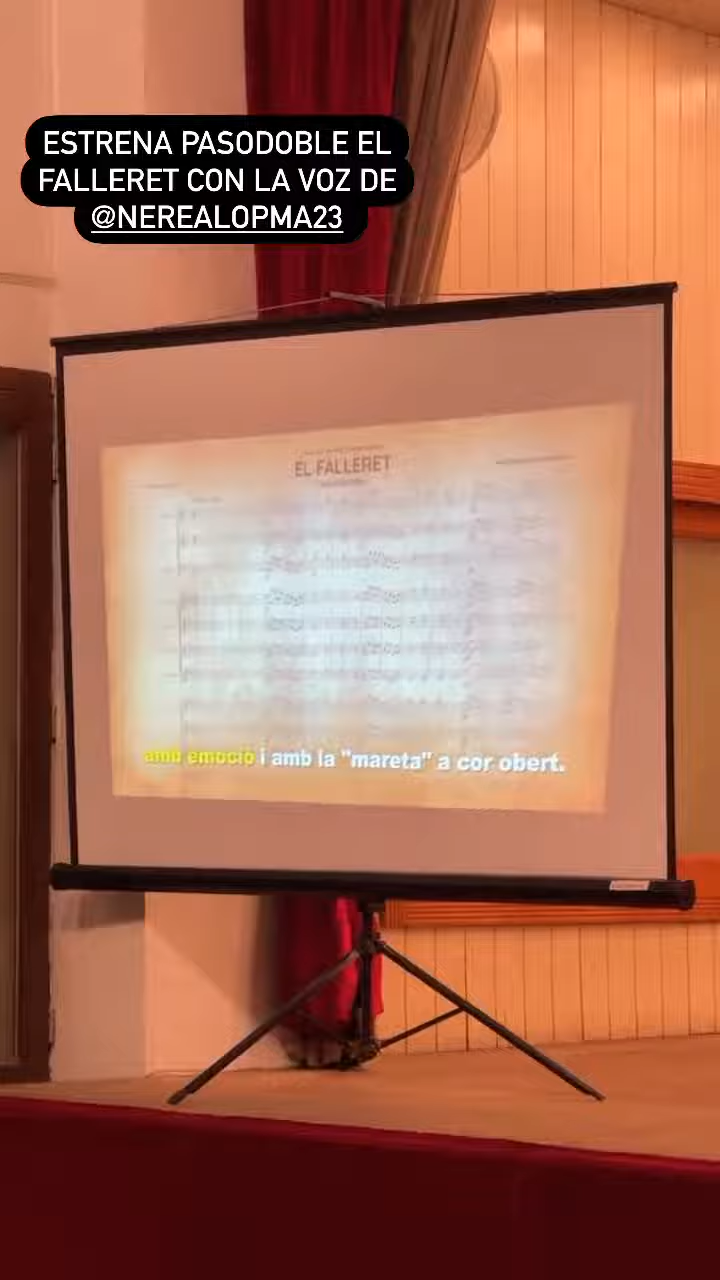 ESTRENA PASODOBLE EL
FALLERET CON LA VOZ DE
@NEREALOPMA23
EL FALLERET
amb emoció i amb la "mareta" a cor obert.